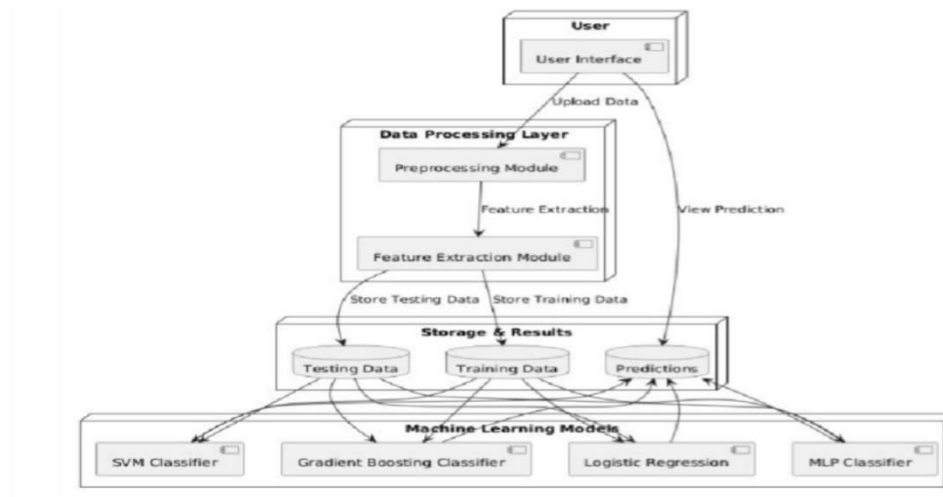 User
User Interface
Upload Data
Data Processing Layer
Preprocessing Module
Feature Extraction
View Prediction
Feature Extraction Module
Store Testing Data
Store Training Data
Storage & Results
Testing Data
Training Data
Predictions
Machine Learning Models
SVM Classifier
Gradient Boosting Classifier
Logistic Regression
MLP Classifier